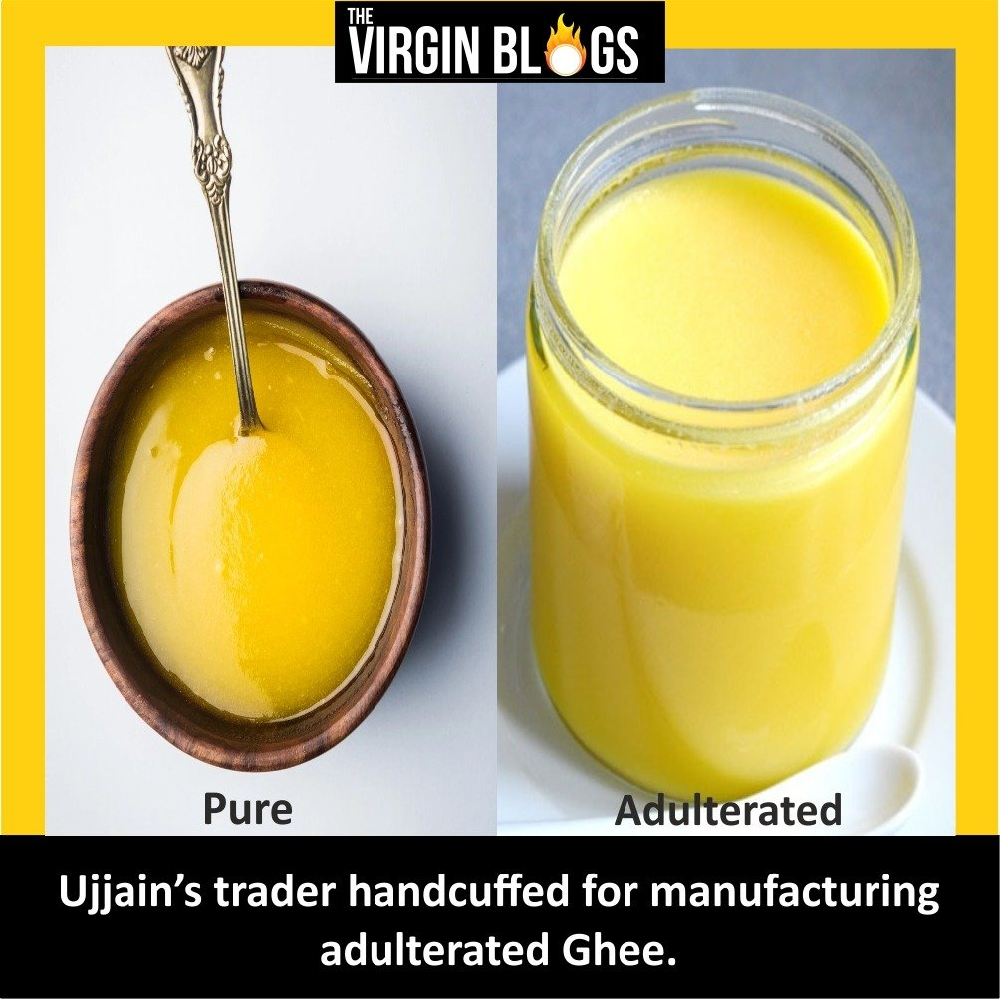 THE
VIRGIN BLOGS
Pure
Adulterated
Ujjain’s trader handcuffed for manufacturing
adulterated Ghee.